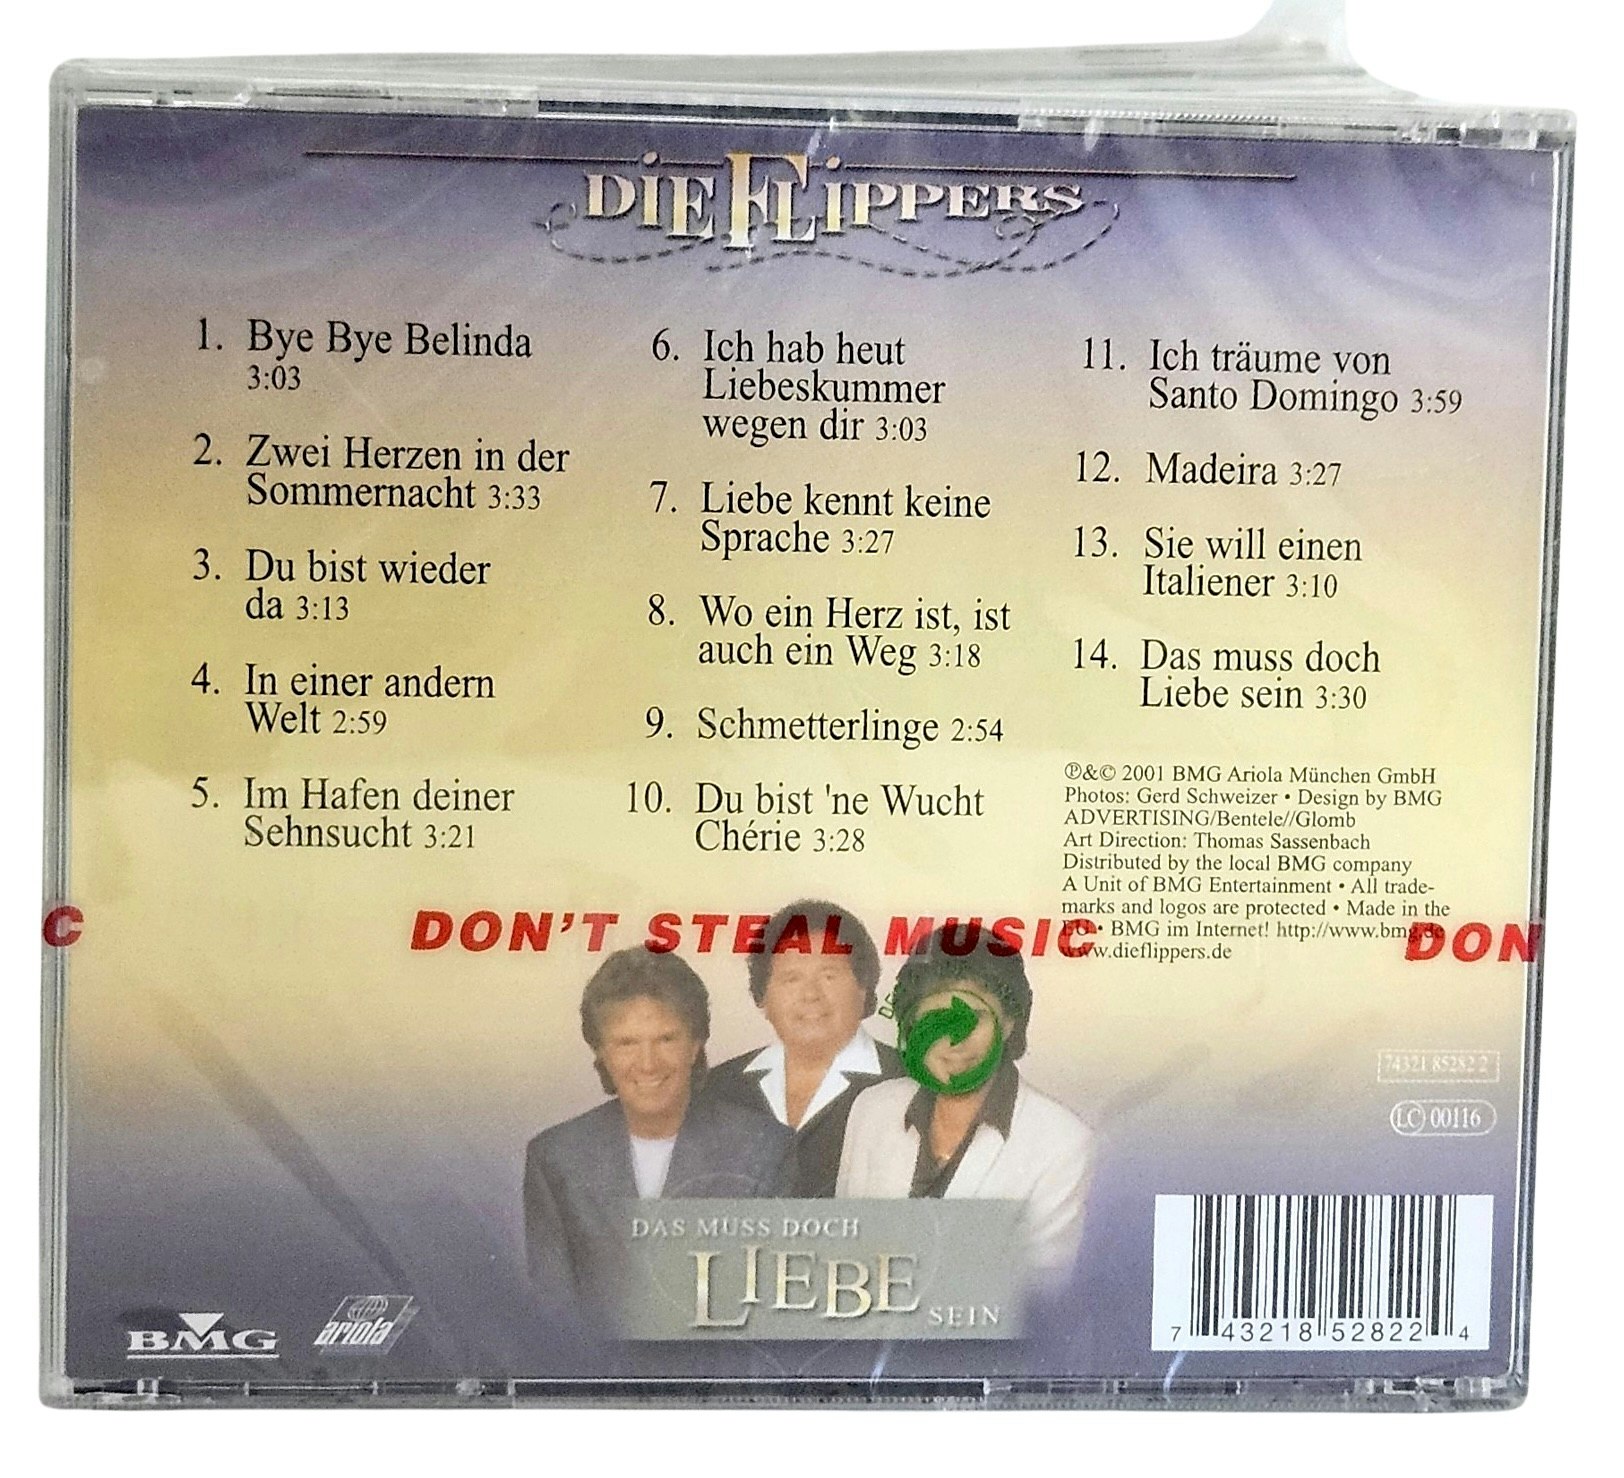 DIE FLIPPERS
1. Bye Bye Belinda
3:03
2. Zwei Herzen in der
Sommernacht 3:33
3. Du bist wieder
da 3:13
4. In einer andern
Welt 2:59
5. Im Hafen deiner
Sehnsucht 3:21
6. Ich hab heut
Liebeskummer
wegen dir 3:03
7. Liebe kennt keine
Sprache 3:27
8. Wo ein Herz ist, ist
auch ein Weg 3:18
9. Schmetterlinge 2:54
10. Du bist 'ne Wucht
Chérie 3:28
11. Ich träume von
Santo Domingo 3:59
12. Madeira 3:27
13. Sie will einen
Italiener 3:10
14. Das muss doch
Liebe sein 3:30
℗&© 2001 BMG Ariola München GmbH
Photos: Gerd Schweizer • Design by BMG
ADVERTISING/Bentele//Glomb
Art Direction: Thomas Sassenbach
Distributed by the local BMG company
A Unit of BMG Entertainment • All trade-
marks and logos are protected • Made in the
EU • BMG im Internet! http://www.bmg.de
www.dieflippers.de
C DON'T STEAL MUSIC DON
74321 85282 2
LC 00116
DAS MUSS DOCH
LIEBE
SEIN
BMG ariola
7 43218 52822 4